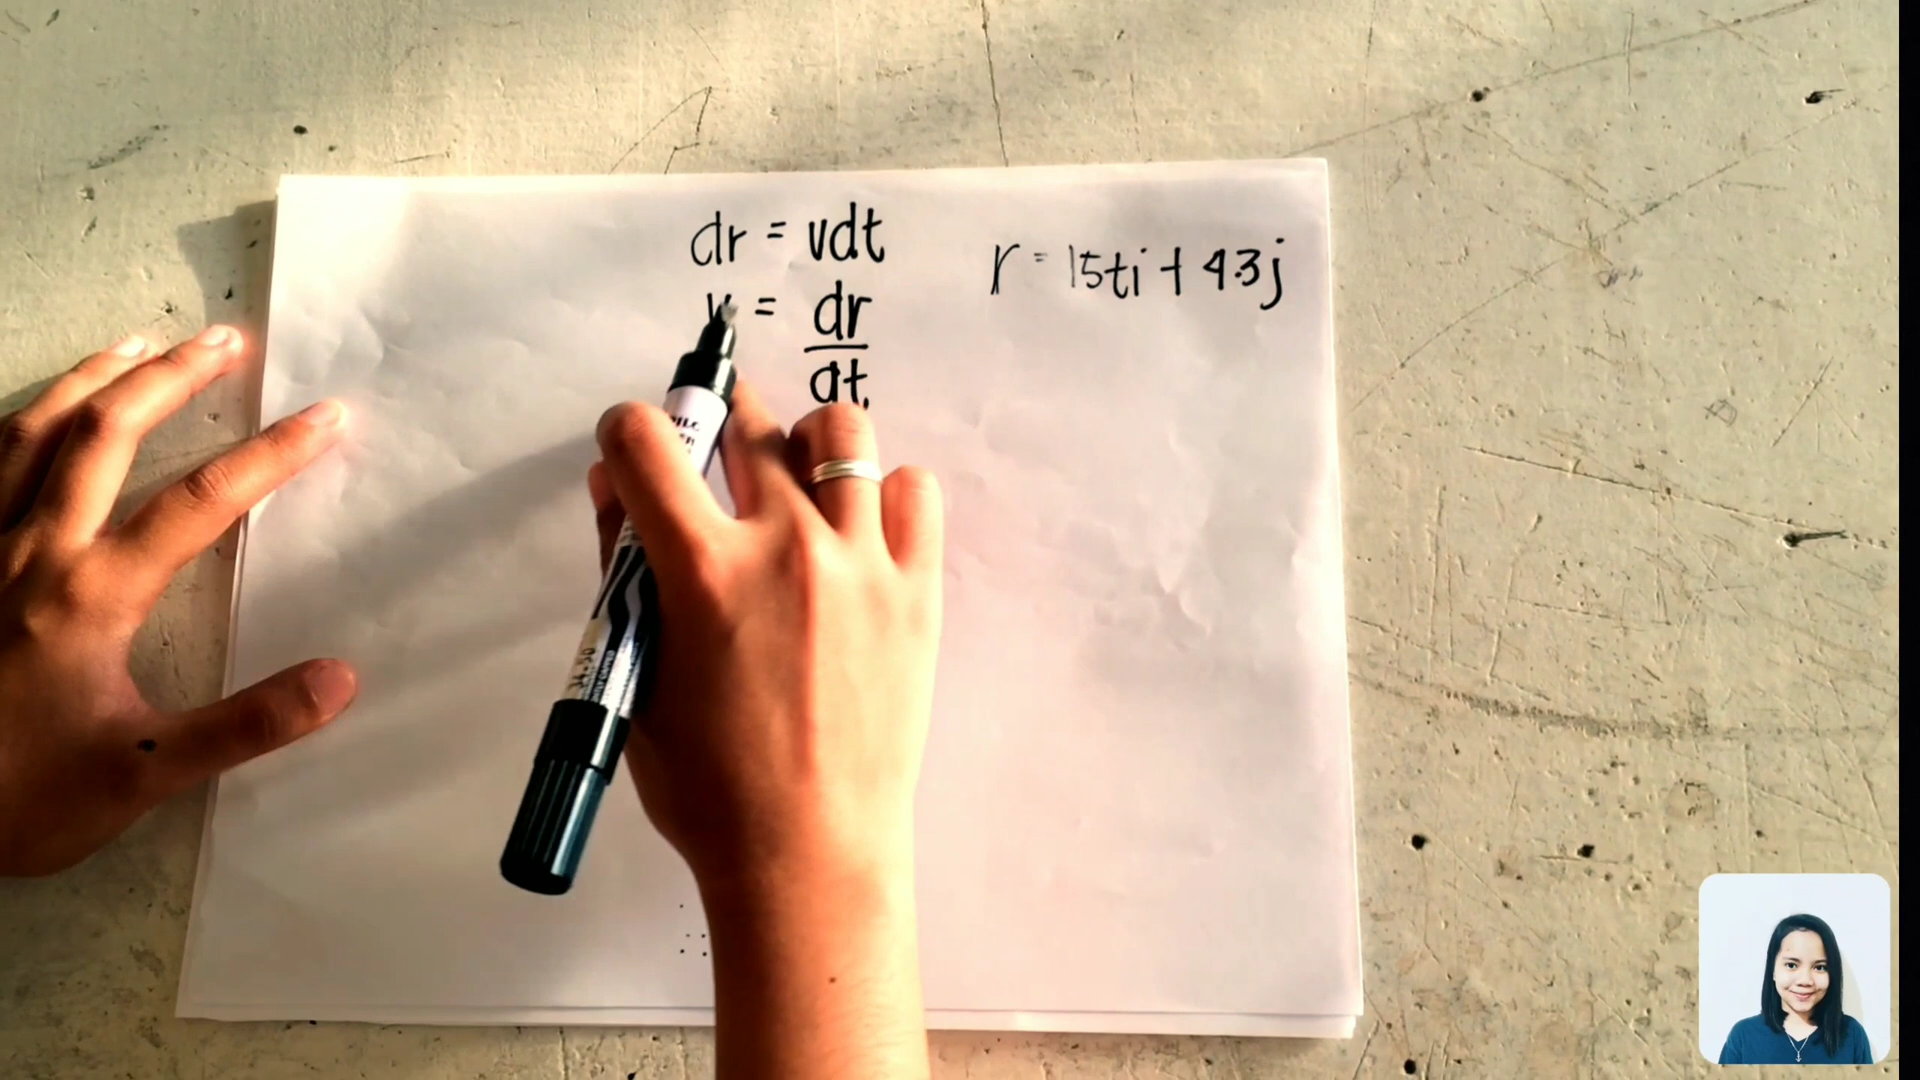 dr = vdt
v = dr
dt
r = 15ti + 4.3j